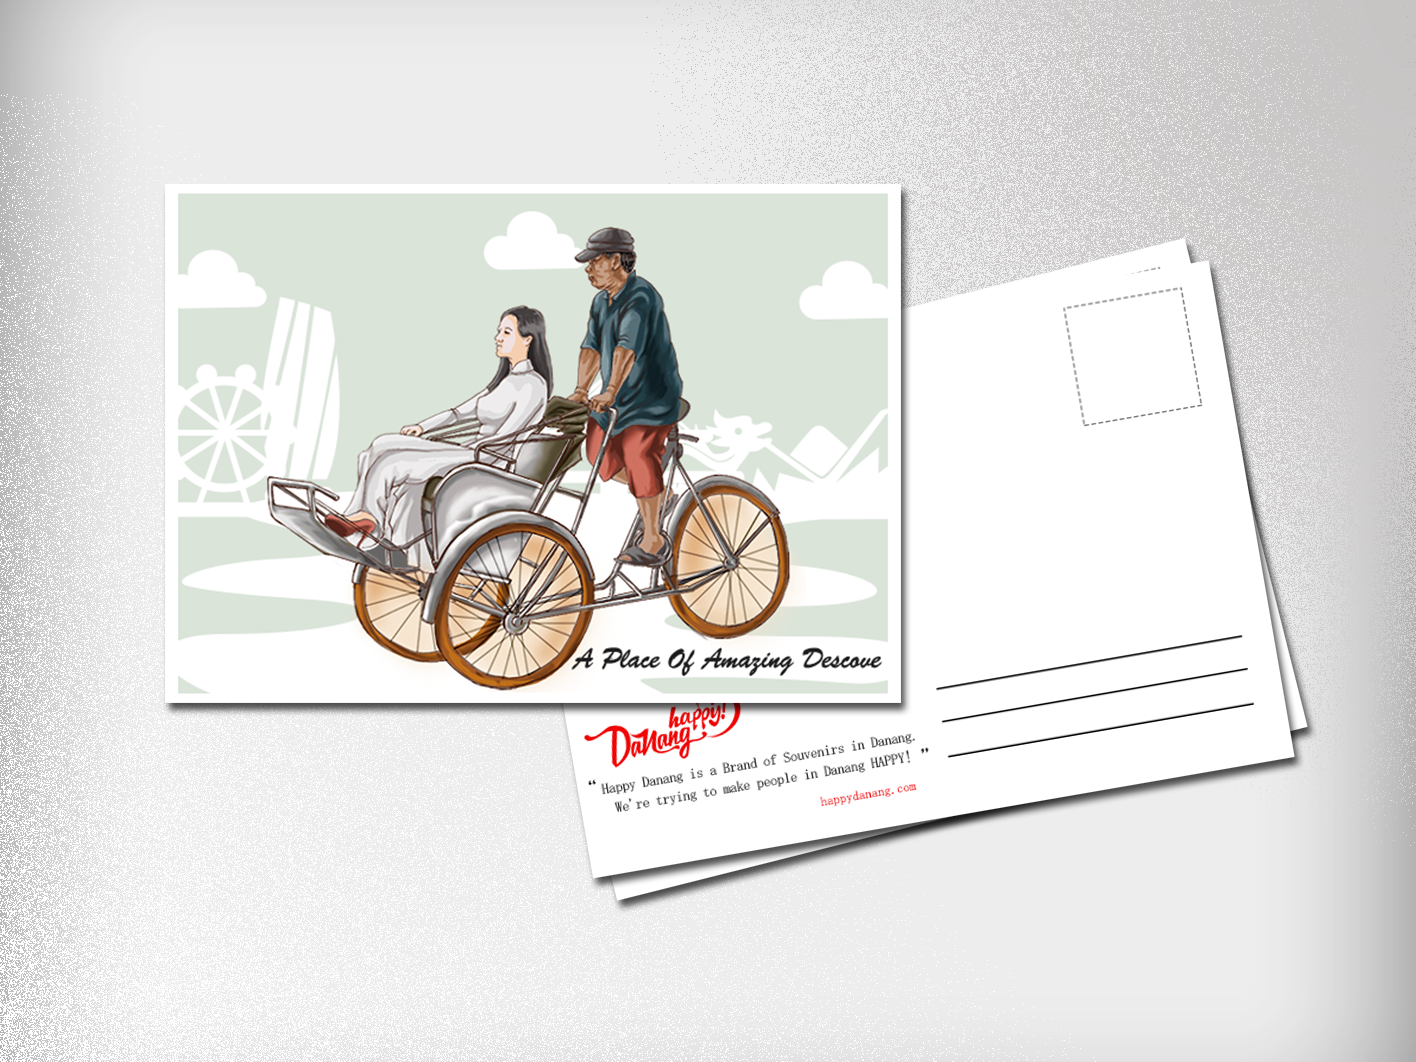 A Place Of Amazing Descove
happy!
DaNang
“ Happy Danang is a Brand of Souvenirs in Danang.
We're trying to make people in Danang HAPPY! ”
happydanang.com